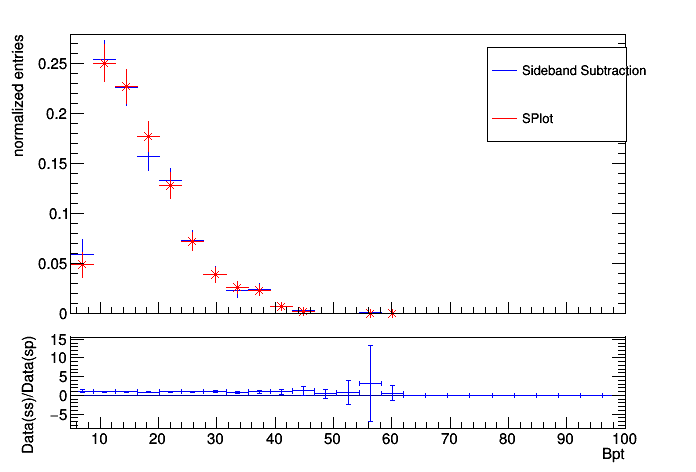 normalized entries
0.25
0.2
0.15
0.1
0.05
0
Sideband Subtraction
SPlot
Data(ss)/Data(sp)
15
10
5
0
−5
10 20 30 40 50 60 70 80 90 100
Bpt